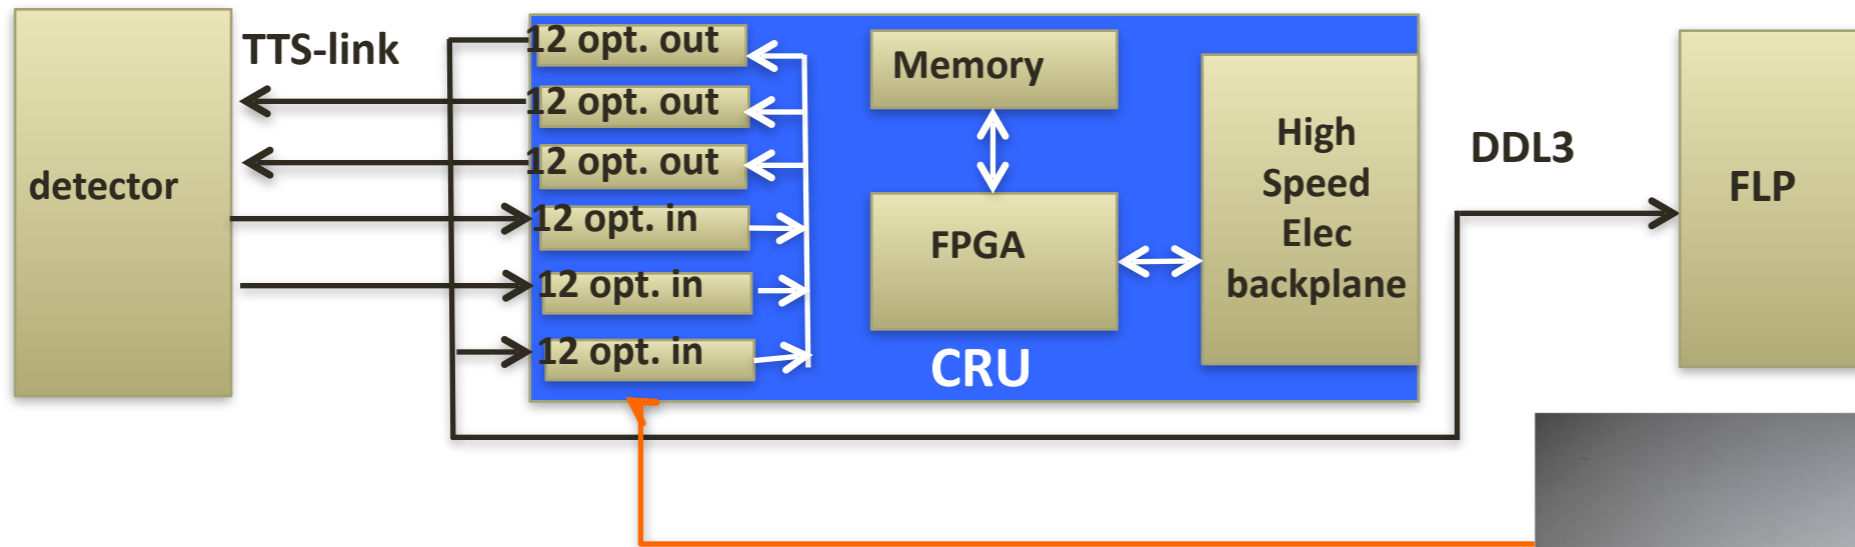 TTS-link
detector
12 opt. out
12 opt. out
12 opt. out
12 opt. in
12 opt. in
12 opt. in
Memory
FPGA
CRU
High
Speed
Elec
backplane
DDL3
FLP